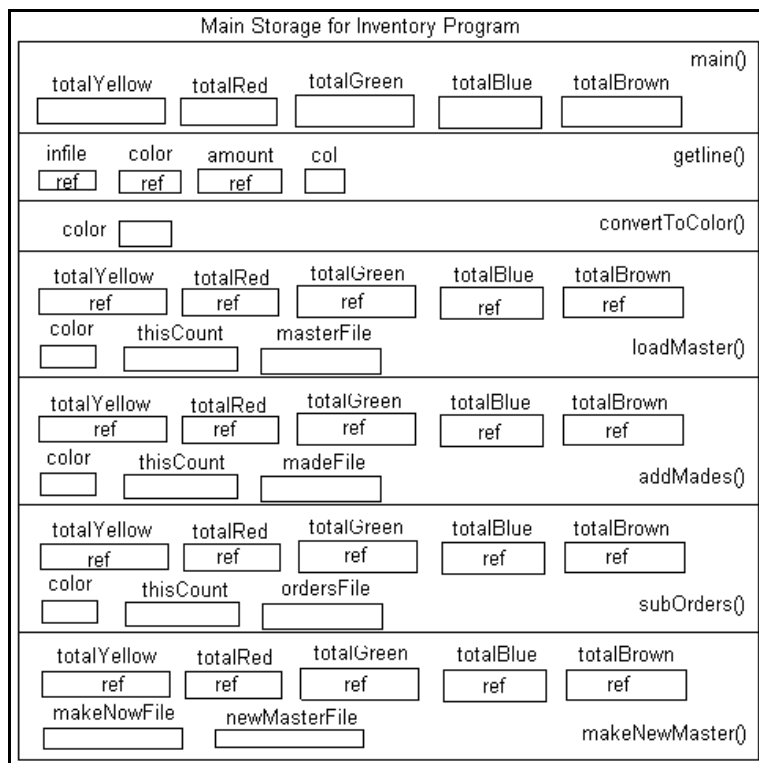 Main Storage for Inventory Program
main()
totalYellow totalRed totalGreen totalBlue totalBrown
infile color amount col getline()
ref ref ref
color convertToColor()
totalYellow totalRed totalGreen totalBlue totalBrown
ref ref ref ref ref
color thisCount masterFile
loadMaster()
totalYellow totalRed totalGreen totalBlue totalBrown
ref ref ref ref ref
color thisCount madeFile
addMades()
totalYellow totalRed totalGreen totalBlue totalBrown
ref ref ref ref ref
color thisCount ordersFile
subOrders()
totalYellow totalRed totalGreen totalBlue totalBrown
ref ref ref ref ref
makeNowFile newMasterFile
makeNewMaster()